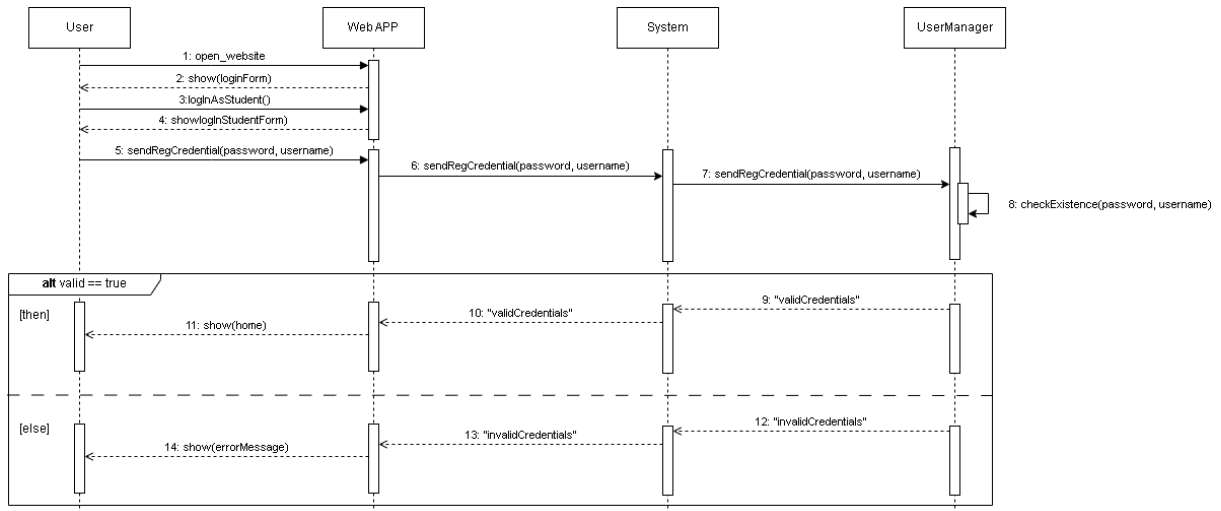 User
Web APP
System
UserManager
1: open_website
2: show(loginForm)
3:logInAsStudent()
4: showlogInStudentForm)
5: sendRegCredential(password, username)
6: sendRegCredential(password, username)
7: sendRegCredential(password, username)
8: checkExistence(password, username)
alt valid == true
[then]
9: "validCredentials"
10: "validCredentials"
11: show(home)
[else]
12: "invalidCredentials"
13: "invalidCredentials"
14: show(errorMessage)